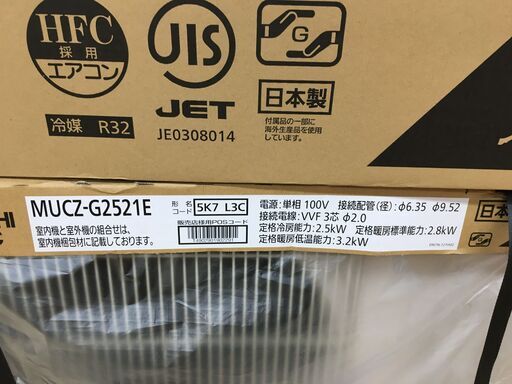 HFC
採用
エアコン
JIS
G
冷媒 R32
JET
JE0308014
日本製
付属品の一部に
海外生産品を使用
しています。
HI
MUCZ-G2521E
形名
コード
5K7 L3C
販売店様用POSコード
室内機と室外機の組合せは、
室内機梱包材に記載しております。
電源:単相 100V 接続配管(径):φ6.35 φ9.52
接続電線:VVF 3芯 φ2.0
定格冷房能力:2.5kW 定格暖房標準能力:2.8kW
定格暖房低温能力:3.2kW
G